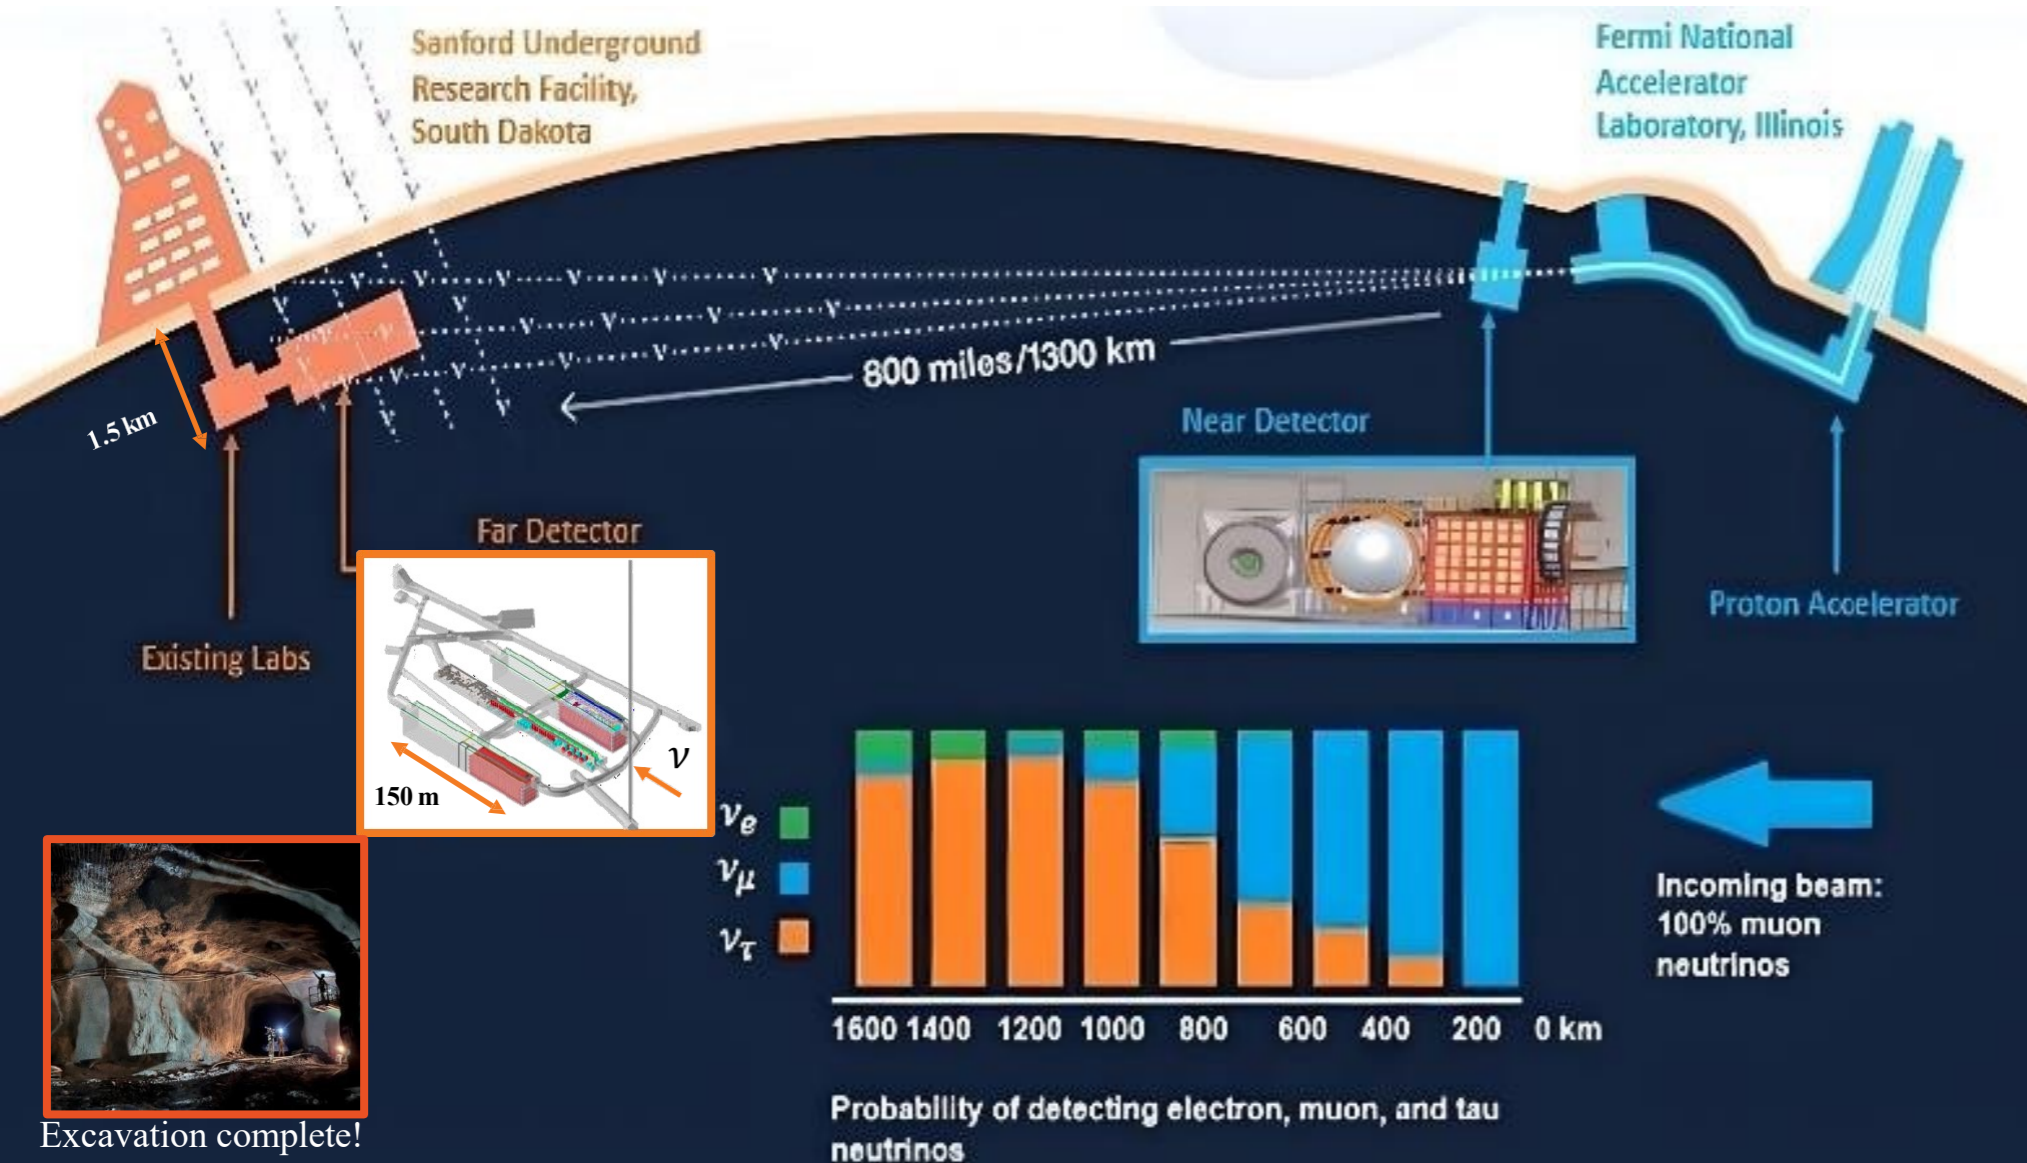 Sanford Underground
Research Facility,
South Dakota
Fermi National
Accelerator
Laboratory, Illinois
800 miles/1300 km
1.5 km
Near Detector
Far Detector
Existing Labs
Proton Accelerator
ν
150 m
νe
νμ
ντ
Incoming beam:
100% muon
neutrinos
1600 1400 1200 1000 800 600 400 200 0 km
Probability of detecting electron, muon, and tau
neutrinos
Excavation complete!